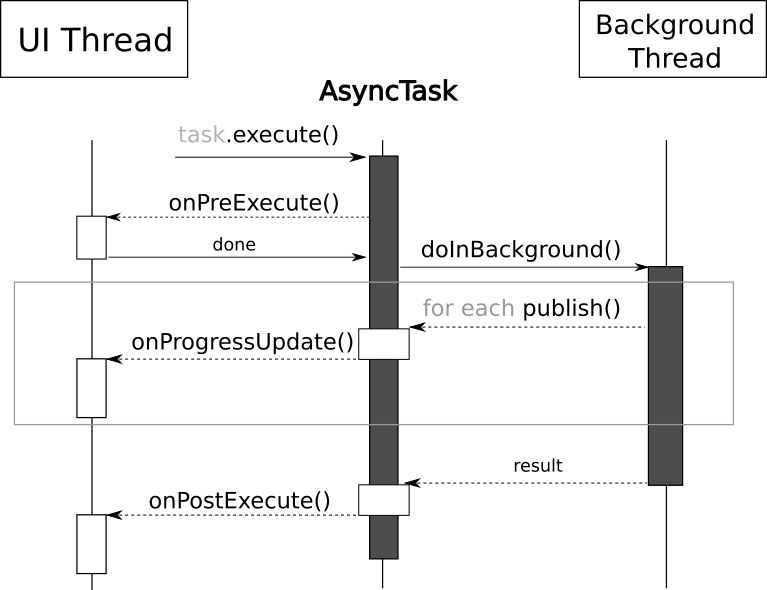 UI Thread
Background
Thread
AsyncTask
task.execute()
onPreExecute()
done
doInBackground()
for each publish()
onProgressUpdate()
result
onPostExecute()